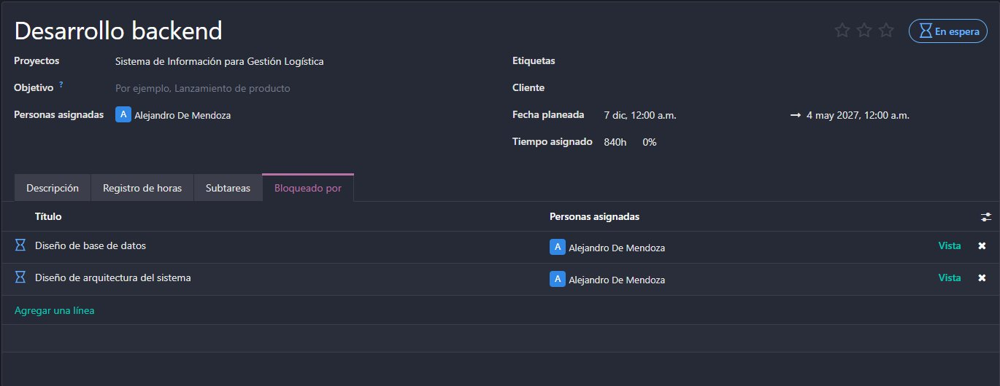 Desarrollo backend
En espera
Proyectos Sistema de Información para Gestión Logística
Etiquetas
Objetivo ? Por ejemplo, Lanzamiento de producto
Cliente
Personas asignadas A Alejandro De Mendoza
Fecha planeada 7 dic, 12:00 a.m. → 4 may 2027, 12:00 a.m.
Tiempo asignado 840h 0%
Descripción Registro de horas Subtareas Bloqueado por
Título Personas asignadas
Diseño de base de datos A Alejandro De Mendoza Vista
Diseño de arquitectura del sistema A Alejandro De Mendoza Vista
Agregar una línea